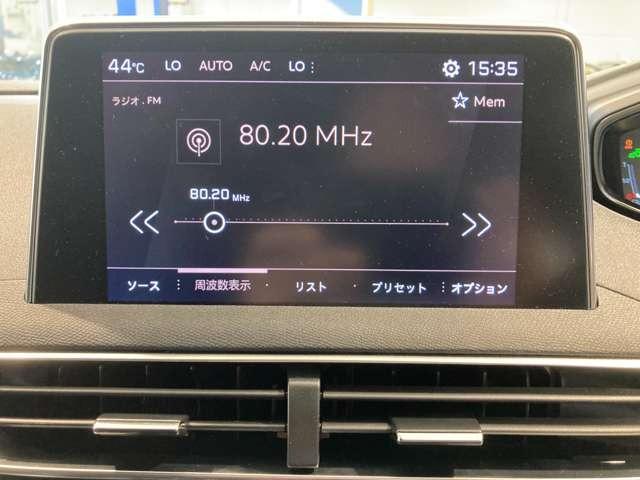 44°C LO AUTO A/C LO 15:35
ラジオ . FM
Mem
80.20 MHz
80.20 MHz
ソース 周波数表示 リスト プリセット オプション